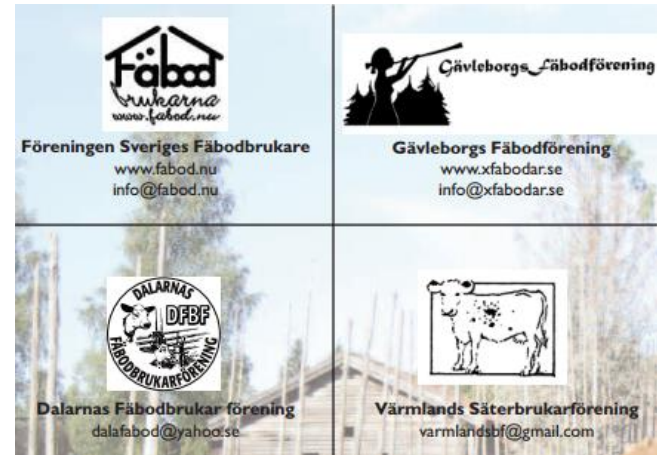 Fäbod
brukarna
www.fabod.nu
Föreningen Sveriges Fäbodbrukare
www.fabod.nu
info@fabod.nu
Gävleborgs Fäbodförening
Gävleborgs Fäbodförening
www.xfabodar.se
info@xfabodar.se
DALARNAS
DFBF
FÄBODBRUKARFÖRENING
Dalarnas Fäbodbrukar förening
dalafabod@yahoo.se
Värmlands Säterbrukarförening
varmlandsbf@gmail.com